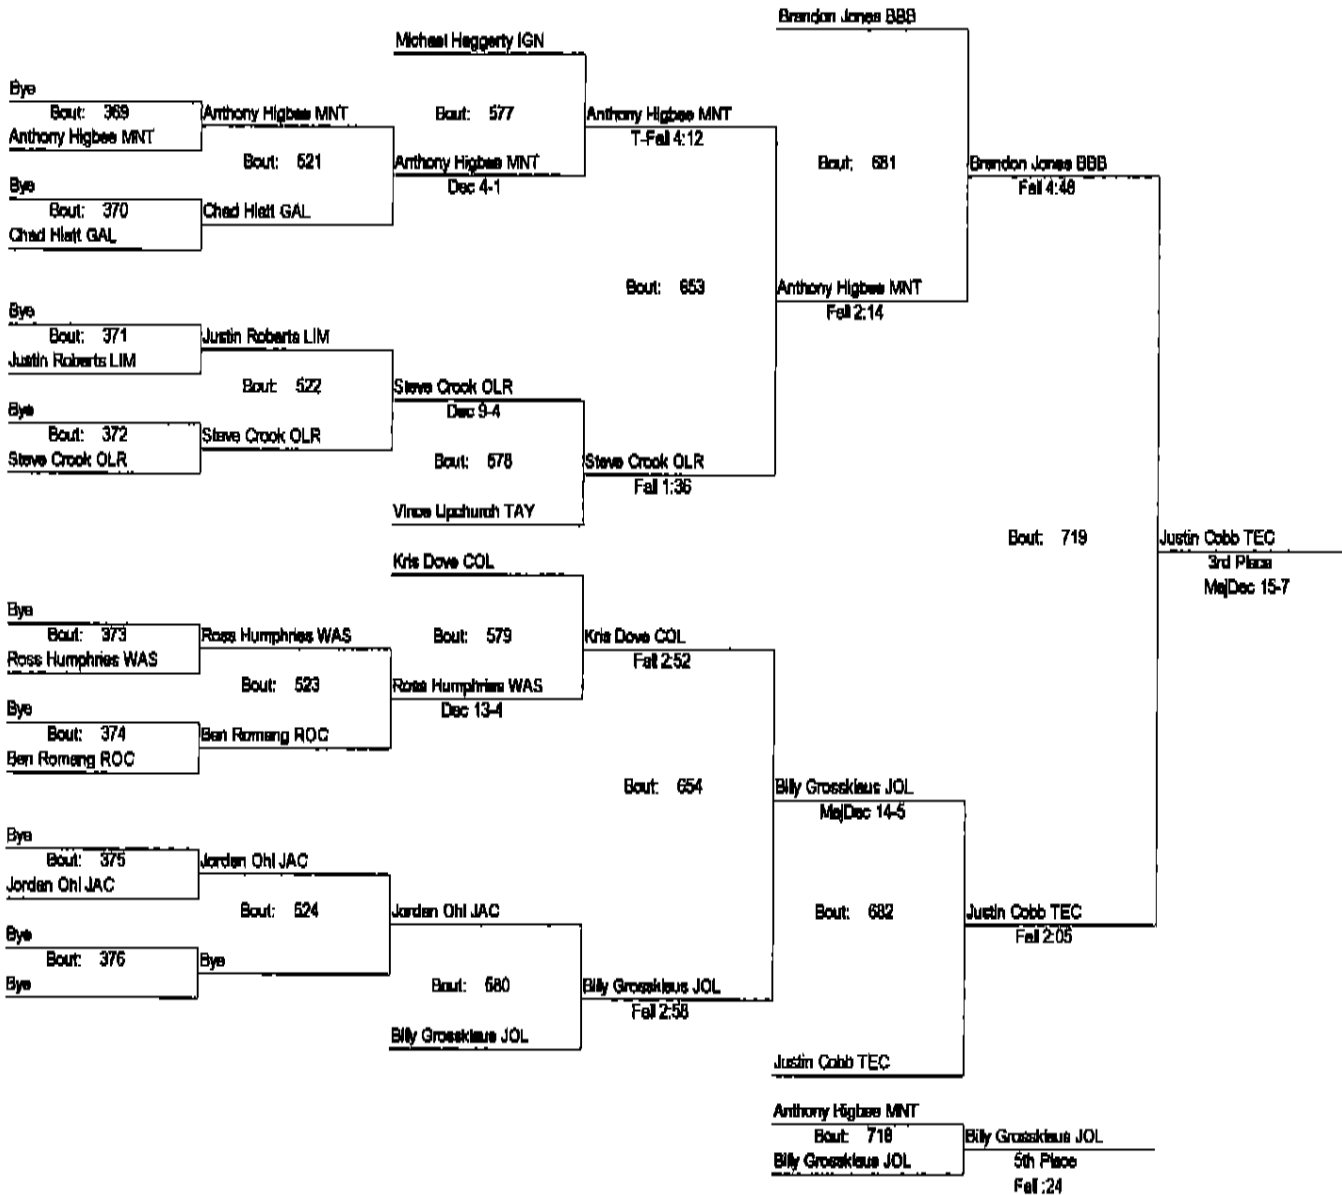 Brandon Jones BBB
Michael Heggerty IGN
Bye
Bout: 369
Anthony Higbee MNT
Anthony Higbee MNT
Bout: 577
Anthony Higbee MNT
T-Fall 4:12
Bout: 521
Anthony Higbee MNT
Dec 4-1
Bout: 681
Brandon Jones BBB
Fall 4:48
Bye
Bout: 370
Chad Hiatt GAL
Chad Hiatt GAL
Bout: 653
Anthony Higbee MNT
Fall 2:14
Bye
Bout: 371
Justin Roberts LIM
Justin Roberts LIM
Bout: 522
Steve Crook OLR
Dec 9-4
Bye
Bout: 372
Steve Crook OLR
Steve Crook OLR
Bout: 578
Steve Crook OLR
Fall 1:36
Vince Upchurch TAY
Bout: 719
Justin Cobb TEC
3rd Place
MajDec 15-7
Kris Dove COL
Bye
Bout: 373
Ross Humphries WAS
Ross Humphries WAS
Bout: 579
Kris Dove COL
Fall 2:52
Bout: 523
Ross Humphries WAS
Dec 13-4
Bye
Bout: 374
Ben Romang ROC
Ben Romang ROC
Bout: 654
Billy Grossklaus JOL
MajDec 14-5
Bye
Bout: 375
Jordan Ohl JAC
Jordan Ohl JAC
Bout: 524
Jordan Ohl JAC
Bout: 682
Justin Cobb TEC
Fall 2:05
Bye
Bout: 376
Bye
Bye
Bout: 580
Billy Grossklaus JOL
Fall 2:58
Billy Grossklaus JOL
Justin Cobb TEC
Anthony Higbee MNT
Bout: 718
Billy Grossklaus JOL
Billy Grossklaus JOL
5th Place
Fall :24